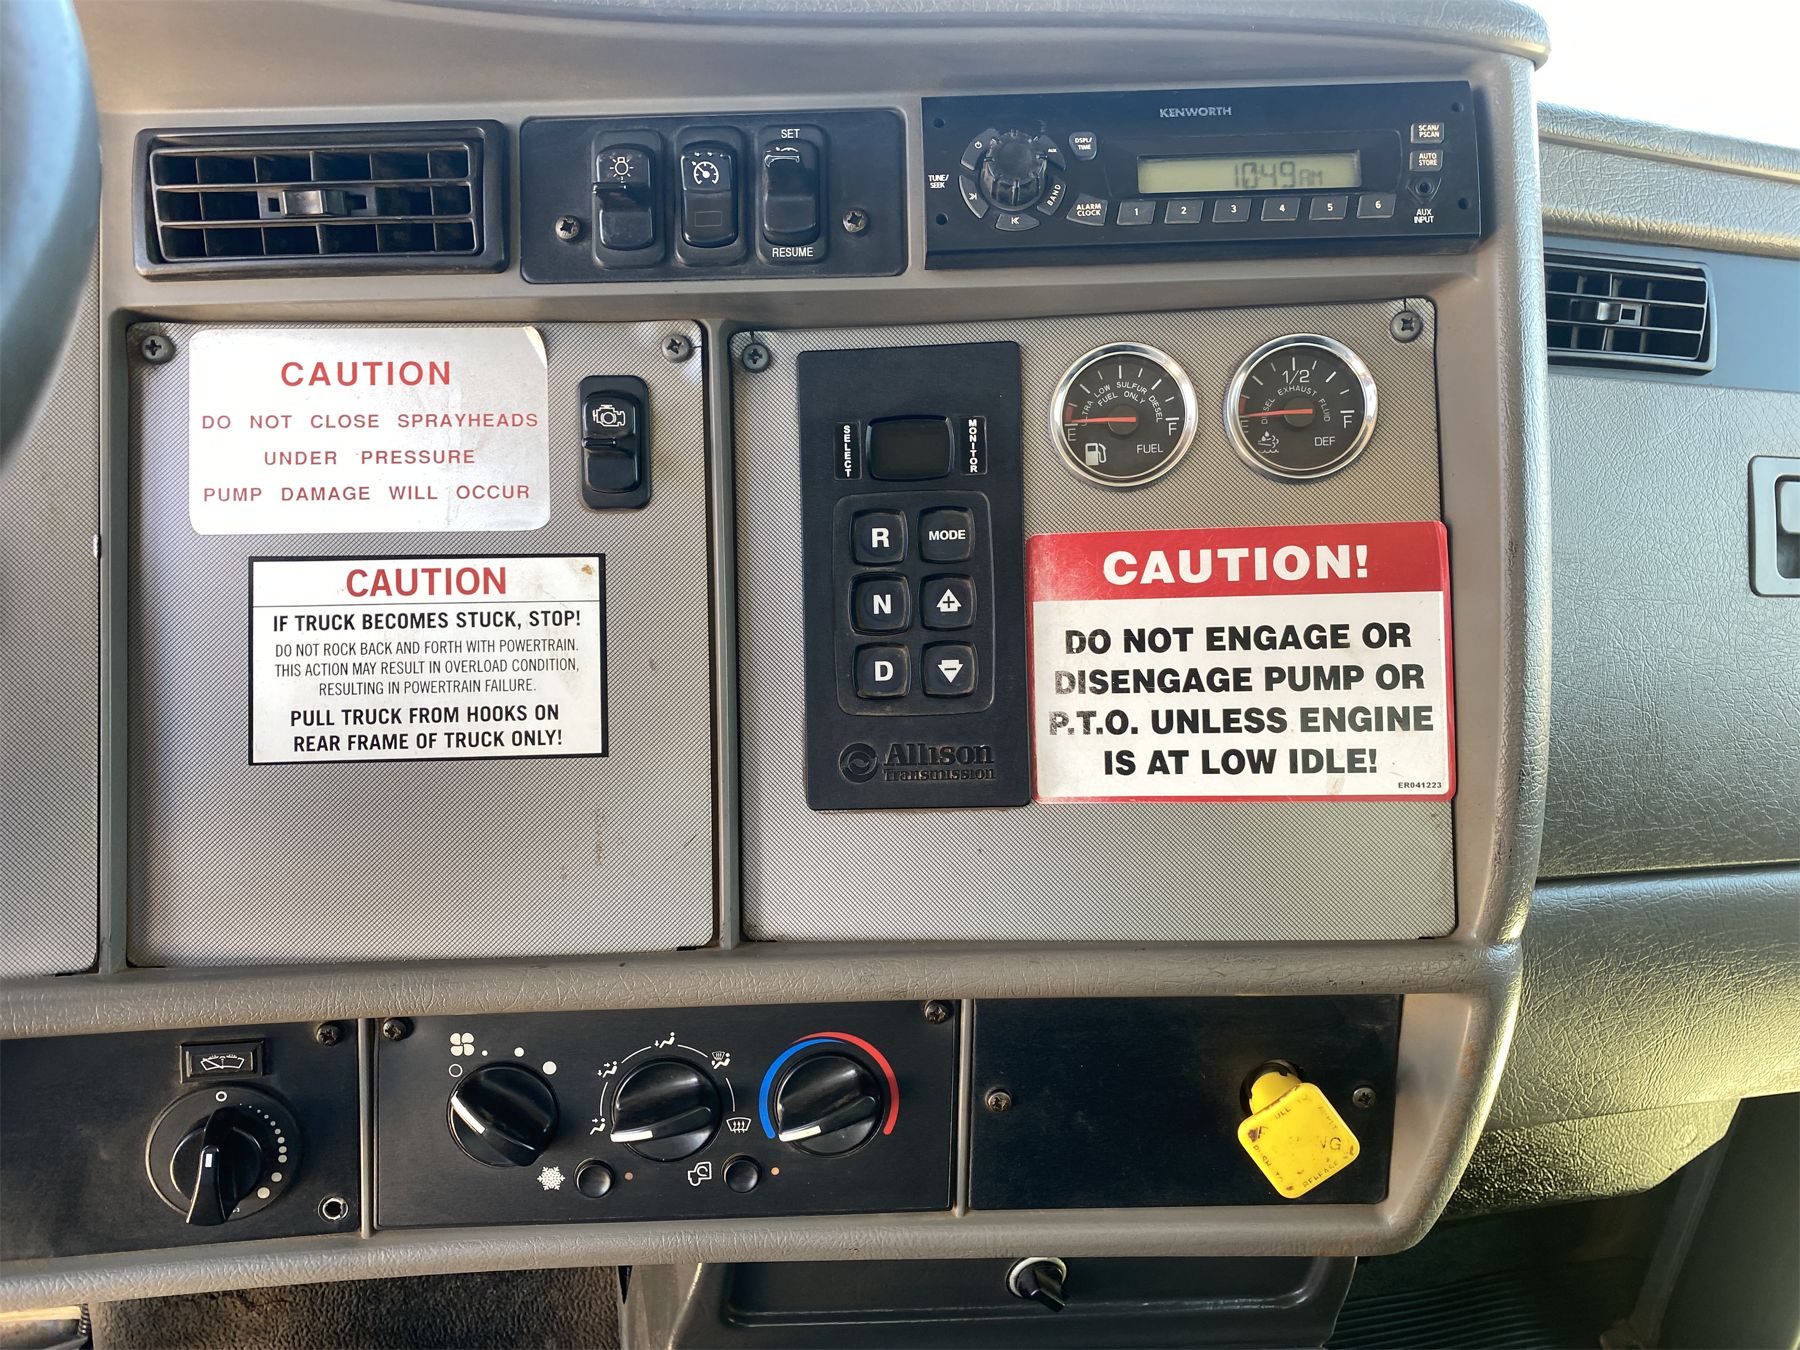 SET
RESUME
KENWORTH
DSPL/
TIME
AUX
TUNE/
SEEK
BAND
ALARM
CLOCK
1 2 3 4 5 6
10:49 AM
SCAN/
PSCAN
AUTO
STORE
AUX
INPUT
CAUTION
DO NOT CLOSE SPRAYHEADS
UNDER PRESSURE
PUMP DAMAGE WILL OCCUR
CAUTION
IF TRUCK BECOMES STUCK, STOP!
DO NOT ROCK BACK AND FORTH WITH POWERTRAIN.
THIS ACTION MAY RESULT IN OVERLOAD CONDITION,
RESULTING IN POWERTRAIN FAILURE.
PULL TRUCK FROM HOOKS ON
REAR FRAME OF TRUCK ONLY!
SELECT
MONITOR
R MODE
N
D
Allison
Transmission
ULTRA LOW SULFUR DIESEL
FUEL ONLY
E F
FUEL
1/2
DIESEL EXHAUST FLUID
E F
DEF
CAUTION!
DO NOT ENGAGE OR
DISENGAGE PUMP OR
P.T.O. UNLESS ENGINE
IS AT LOW IDLE!
ER041223
RELEASE